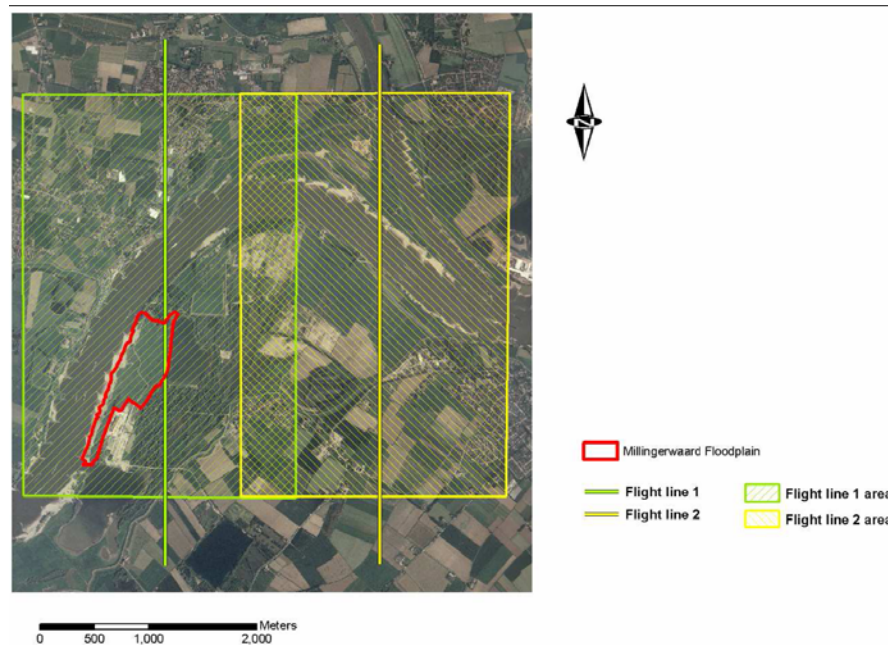 N
Millingerwaard Floodplain
Flight line 1
Flight line 2
Flight line 1 area
Flight line 2 area
Meters
0 500 1,000 2,000